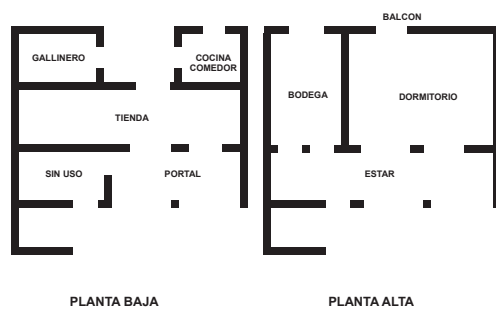 BALCON
GALLINERO
COCINA
COMEDOR
BODEGA
DORMITORIO
TIENDA
SIN USO
PORTAL
ESTAR
PLANTA BAJA
PLANTA ALTA